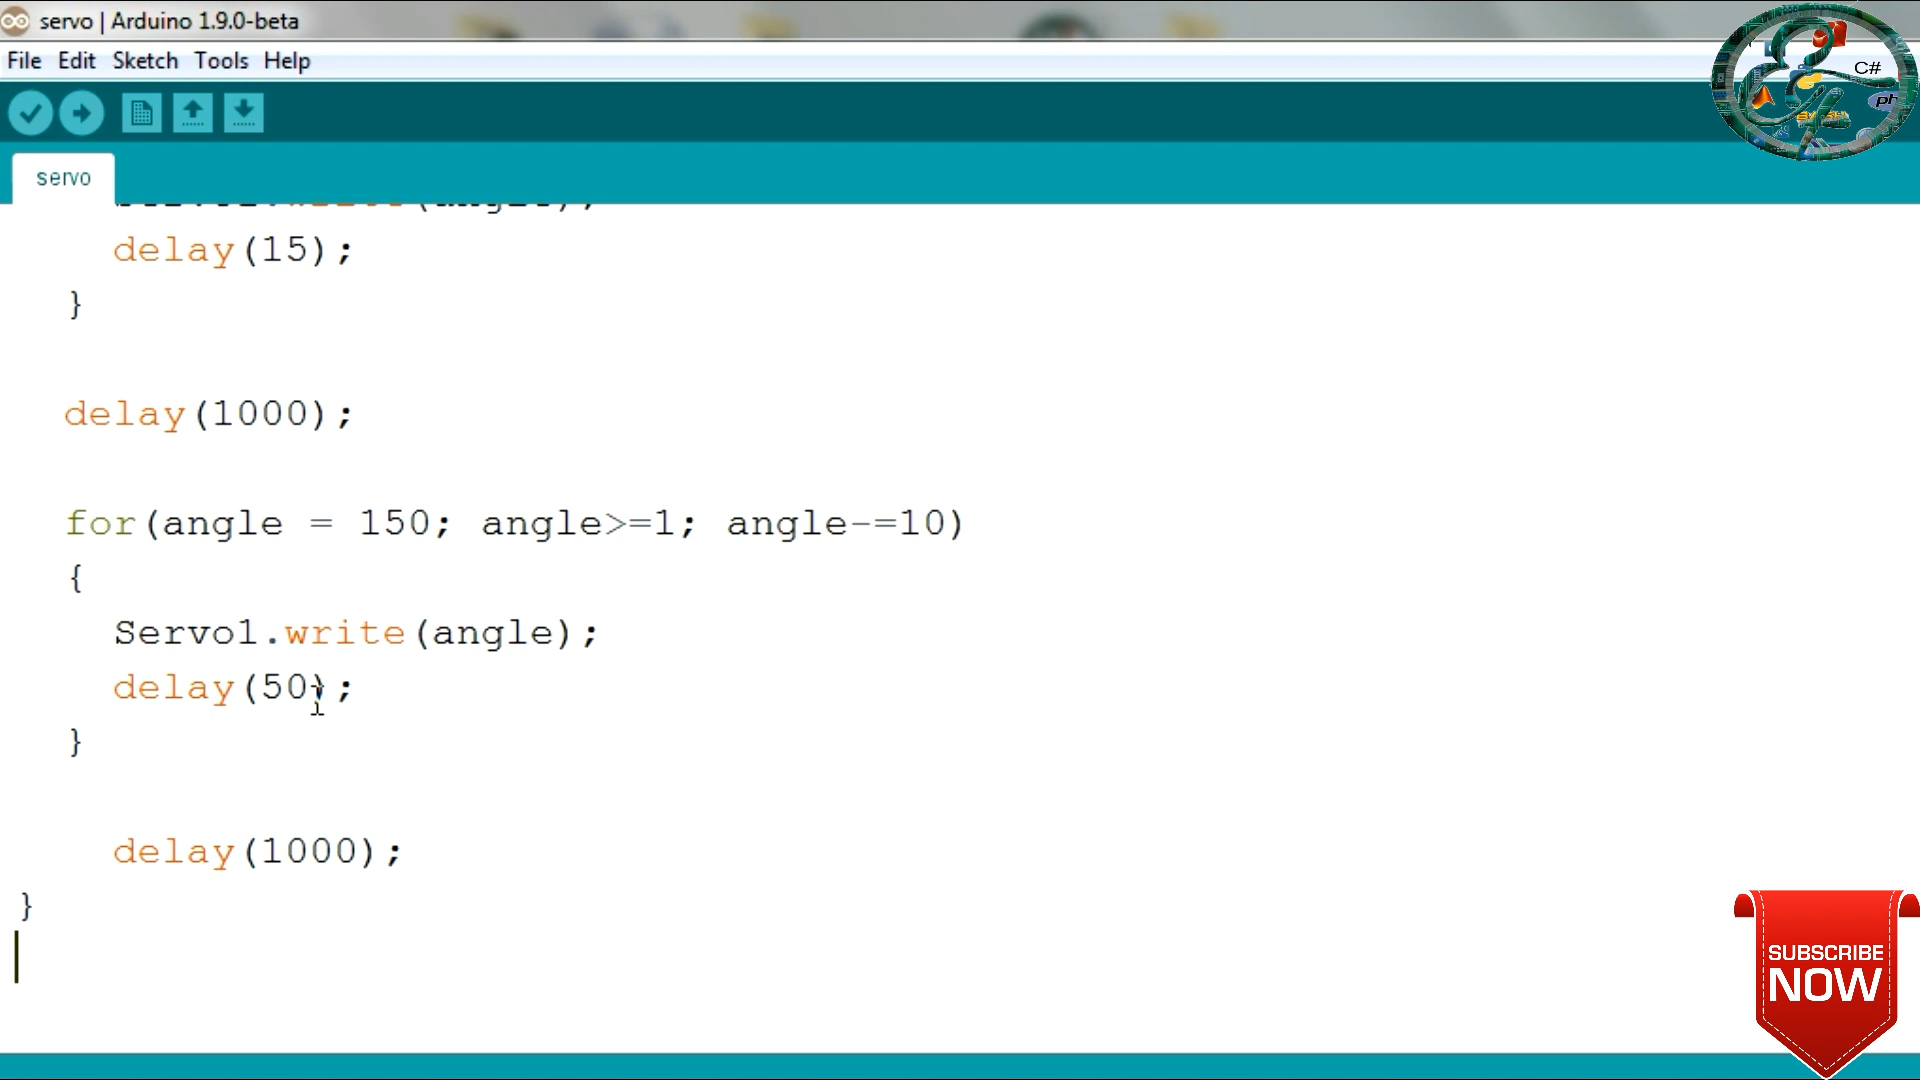 servo | Arduino 1.9.0-beta
File Edit Sketch Tools Help
C#
servo
delay(15);
}
delay(1000);
for(angle = 150; angle>=1; angle-=10)
{
Servo1.write(angle);
delay(50);
}
delay(1000);
}
SUBSCRIBE
NOW